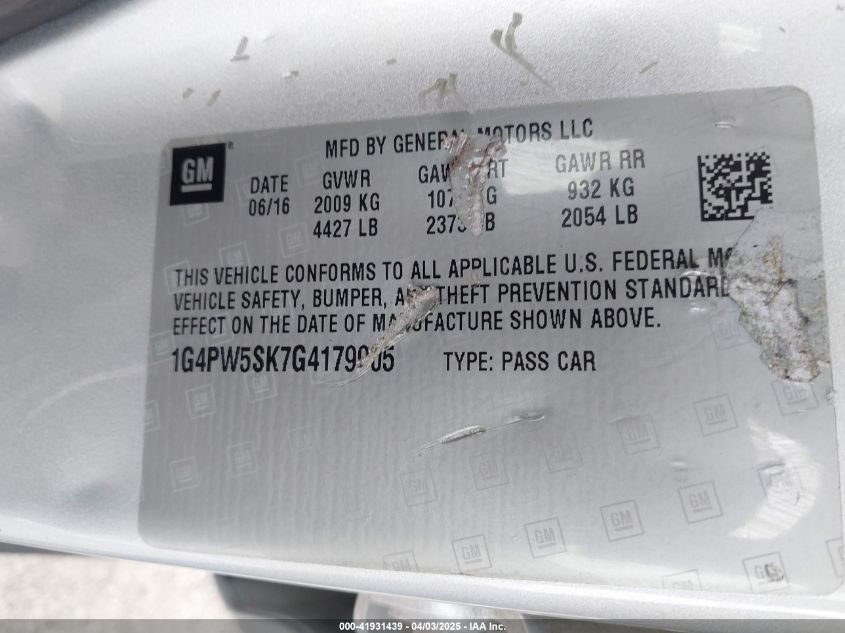 MFD BY GENERAL MOTORS LLC
GM
DATE GVWR GAWR RR
06/16 2009 KG 932 KG
4427 LB 2054 LB
THIS VEHICLE CONFORMS TO ALL APPLICABLE U.S. FEDERAL
VEHICLE SAFETY, BUMPER, AND THEFT PREVENTION STANDARD
EFFECT ON THE DATE OF MANUFACTURE SHOWN ABOVE.
1G4PW5SK7G4179905 TYPE: PASS CAR
000-41931439 - 04/03/2025 - IAA, Inc.